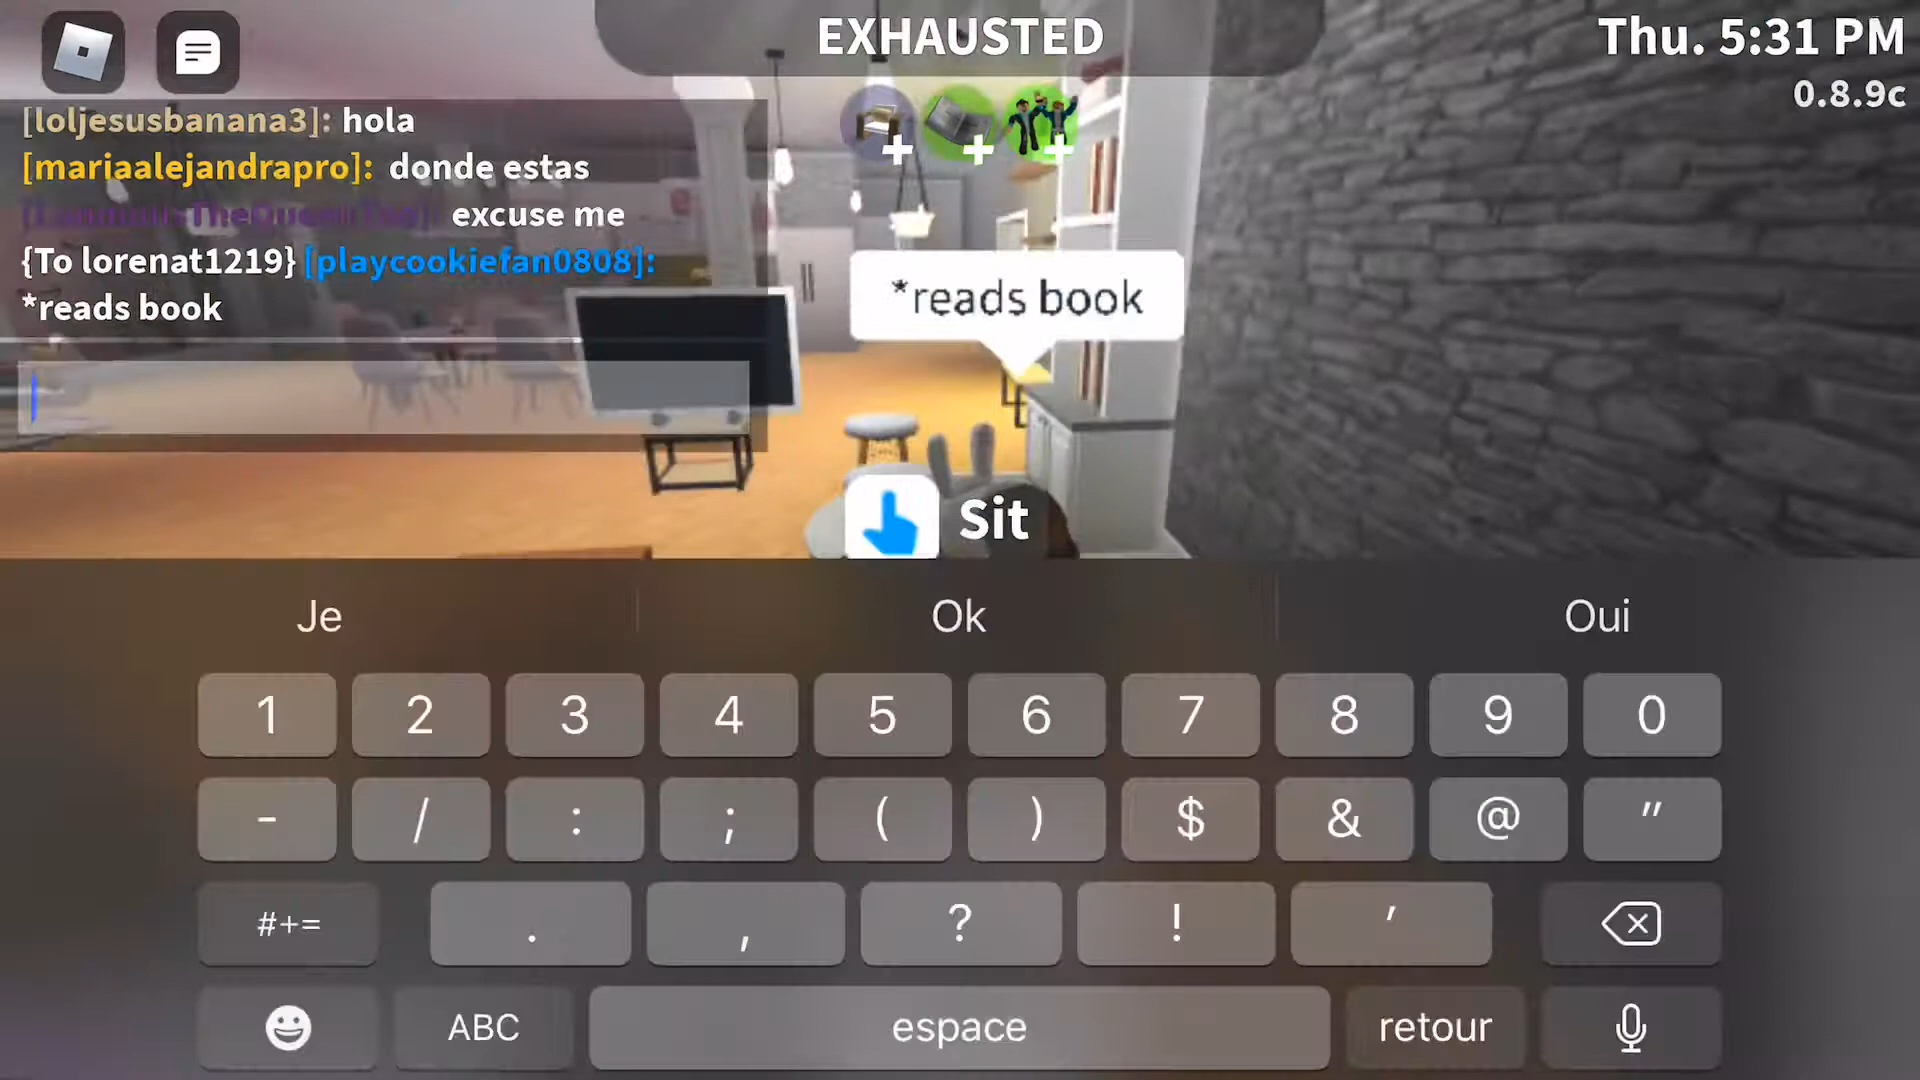 EXHAUSTED
Thu. 5:31 PM
0.8.9c
[loljesusbanana3]: hola
[mariaalejandrapro]: donde estas
excuse me
{To lorenat1219} [playcookiefan0808]:
*reads book
*reads book
Sit
Je Ok Oui
1 2 3 4 5 6 7 8 9 0
- / : ; ( ) $ & @ "
#+= . , ? ! '
ABC espace retour